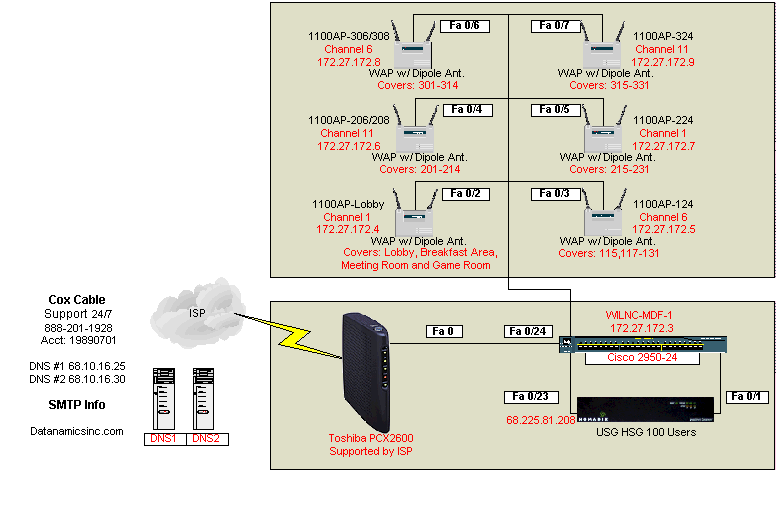 Fa 0/6
Fa 0/7
1100AP-306/308
Channel 6
172.27.172.8
WAP w/ Dipole Ant.
Covers: 301-314
1100AP-324
Channel 11
172.27.172.9
WAP w/ Dipole Ant.
Covers: 315-331
Fa 0/4
Fa 0/5
1100AP-206/208
Channel 11
172.27.172.6
WAP w/ Dipole Ant.
Covers: 201-214
1100AP-224
Channel 1
172.27.172.7
WAP w/ Dipole Ant.
Covers: 215-231
Fa 0/2
Fa 0/3
1100AP-Lobby
Channel 1
172.27.172.4
WAP w/ Dipole Ant.
Covers: Lobby, Breakfast Area,
Meeting Room and Game Room
1100AP-124
Channel 6
172.27.172.5
WAP w/ Dipole Ant.
Covers: 115,117-131
Cox Cable
Support 24/7
888-201-1928
Acct: 19890701
DNS #1 68.10.16.25
DNS #2 68.10.16.30
SMTP Info
Datanamicsinc.com
ISP
DNS1
DNS2
Toshiba PCX2600
Supported by ISP
Fa 0
Fa 0/24
WILNC-MDF-1
172.27.172.3
Cisco 2950-24
Fa 0/23
Fa 0/1
68.225.81.208
NOMADIX
USG HSG 100 Users